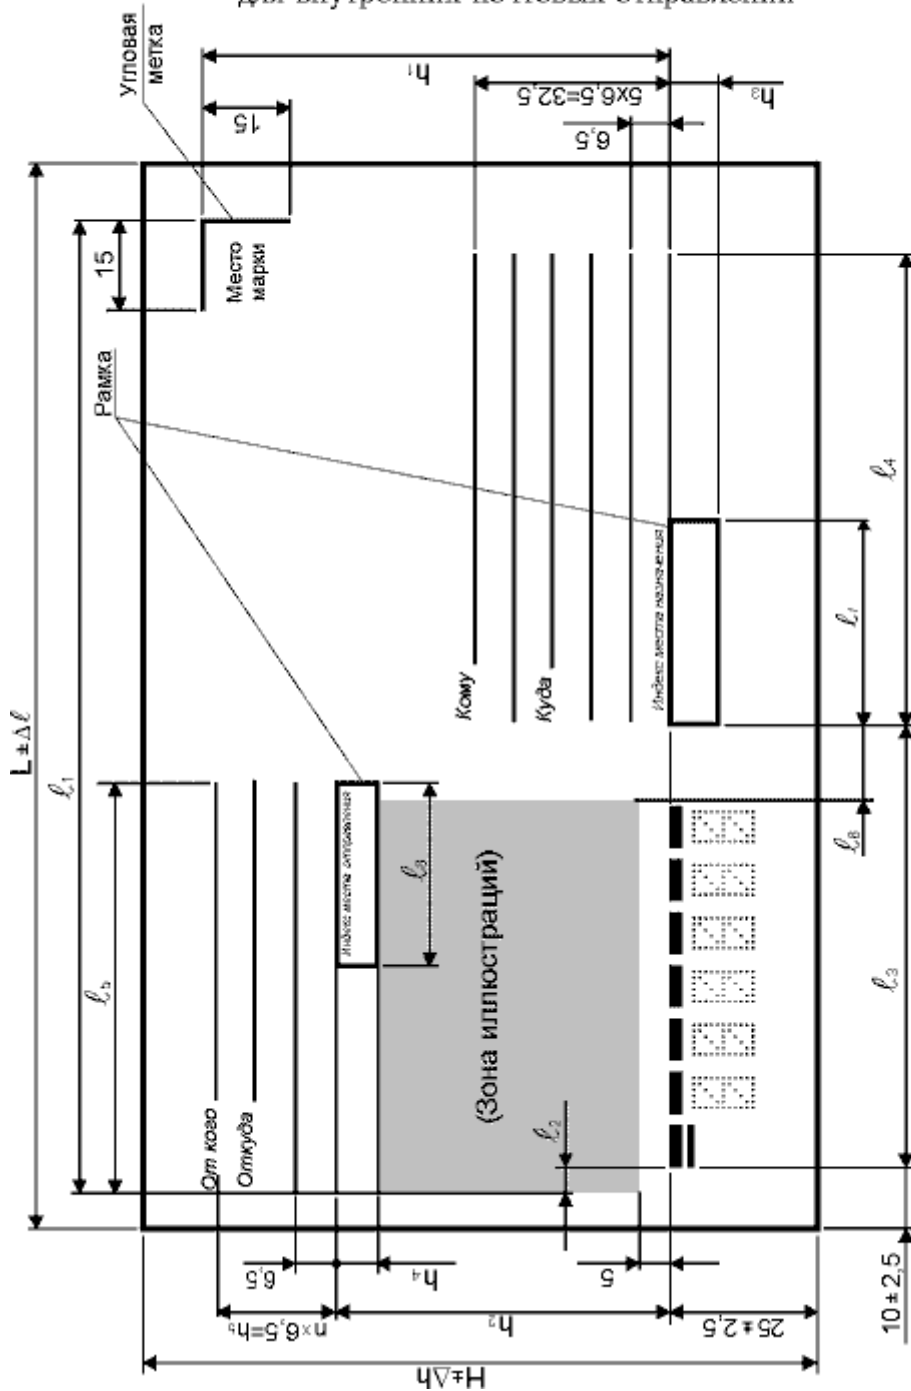 для внутренних почтовых отправлений
Угловая
метка
L ± Δℓ
ℓ₁
15
15
h₁
Место
марки
Рамка
ℓ₅
От кого
Откуда
Индекс места отправления
ℓ₈
(Зона иллюстраций)
ℓ₂
Кому
Куда
Индекс места назначения
5x6,5=32,5
6,5
h₃
ℓ₄
ℓ₇
ℓ₆
ℓ₃
10±2,5
H±Δh
n×6,5=h₅
6,5
h₄
h₂
5
25±2,5